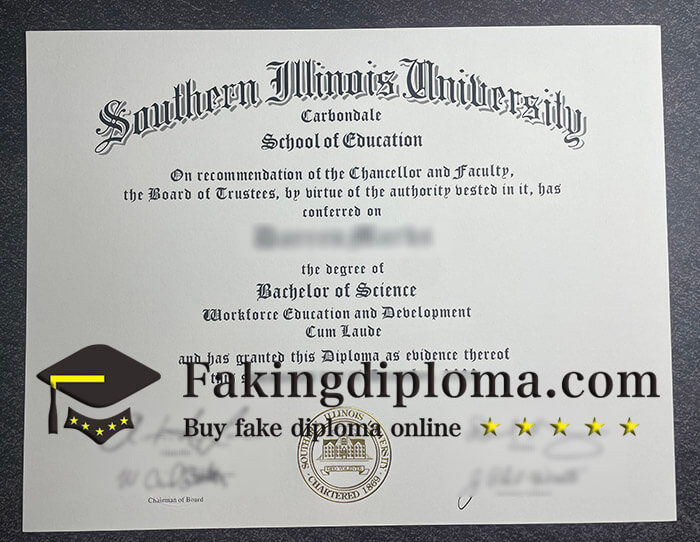 Southern Illinois University
Carbondale
School of Education
On recommendation of the Chancellor and Faculty,
the Board of Trustees, by virtue of the authority vested in it, has
conferred on
the degree of
Bachelor of Science
Workforce Education and Development
Cum Laude
and has granted this Diploma as evidence thereof
Fakingdiploma.com
Buy fake diploma online
SOUTHERN ILLINOIS UNIVERSITY
DEO VOLENTE
CHARTERED 1869
Chairman of Board